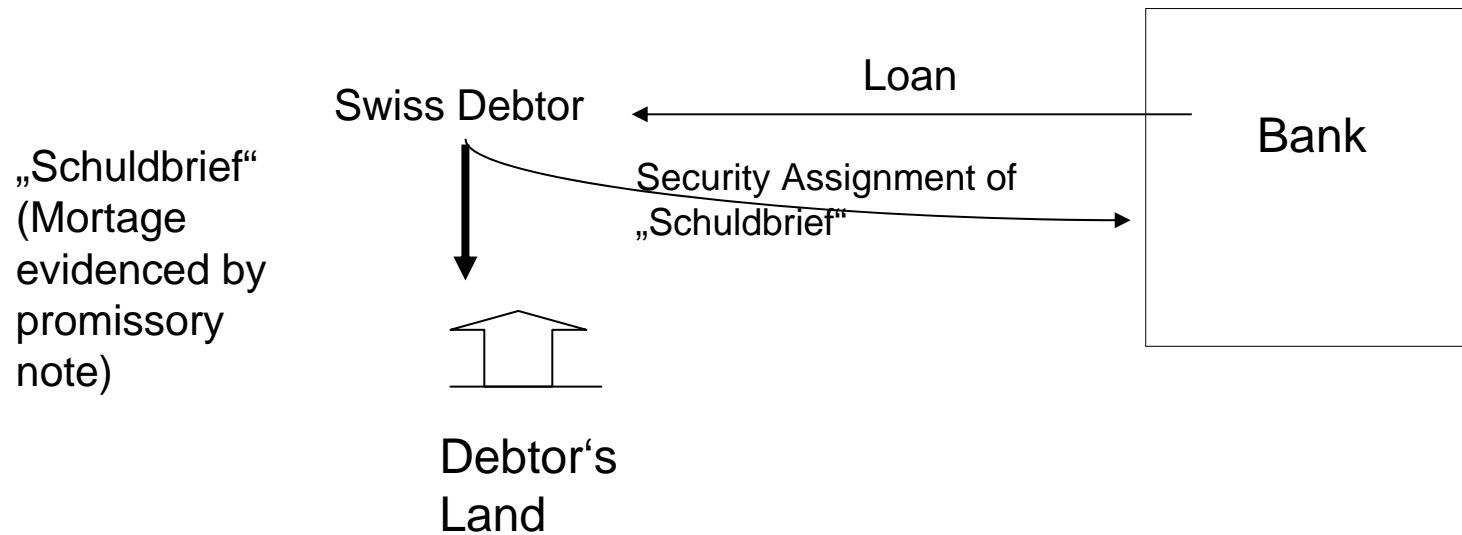 Loan
Swiss Debtor
Bank
„Schuldbrief“
(Mortage
evidenced by
promissory
note)
Security Assignment of
„Schuldbrief“
Debtor‘s
Land